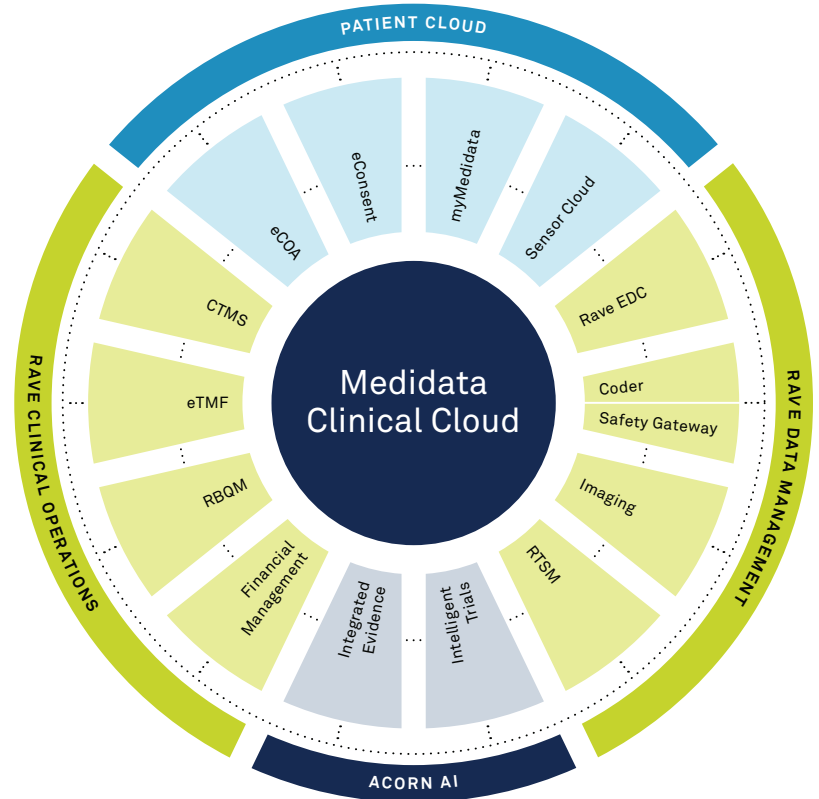 PATIENT CLOUD
eCOA
eConsent
myMedidata
Sensor Cloud
RAVE DATA MANAGEMENT
Rave EDC
Coder
Safety Gateway
Imaging
RTSM
ACORN AI
Intelligent
Trials
Integrated
Evidence
RAVE CLINICAL OPERATIONS
Financial
Management
RBQM
eTMF
CTMS
Medidata
Clinical Cloud